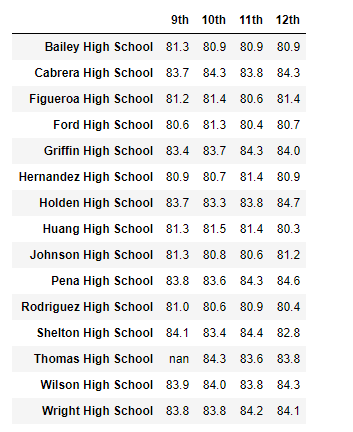 9th 10th 11th 12th
Bailey High School 81.3 80.9 80.9 80.9
Cabrera High School 83.7 84.3 83.8 84.3
Figueroa High School 81.2 81.4 80.6 81.4
Ford High School 80.6 81.3 80.4 80.7
Griffin High School 83.4 83.7 84.3 84.0
Hernandez High School 80.9 80.7 81.4 80.9
Holden High School 83.7 83.3 83.8 84.7
Huang High School 81.3 81.5 81.4 80.3
Johnson High School 81.3 80.8 80.6 81.2
Pena High School 83.8 83.6 84.3 84.6
Rodriguez High School 81.0 80.6 80.9 80.4
Shelton High School 84.1 83.4 84.4 82.8
Thomas High School nan 84.3 83.6 83.8
Wilson High School 83.9 84.0 83.8 84.3
Wright High School 83.8 83.8 84.2 84.1